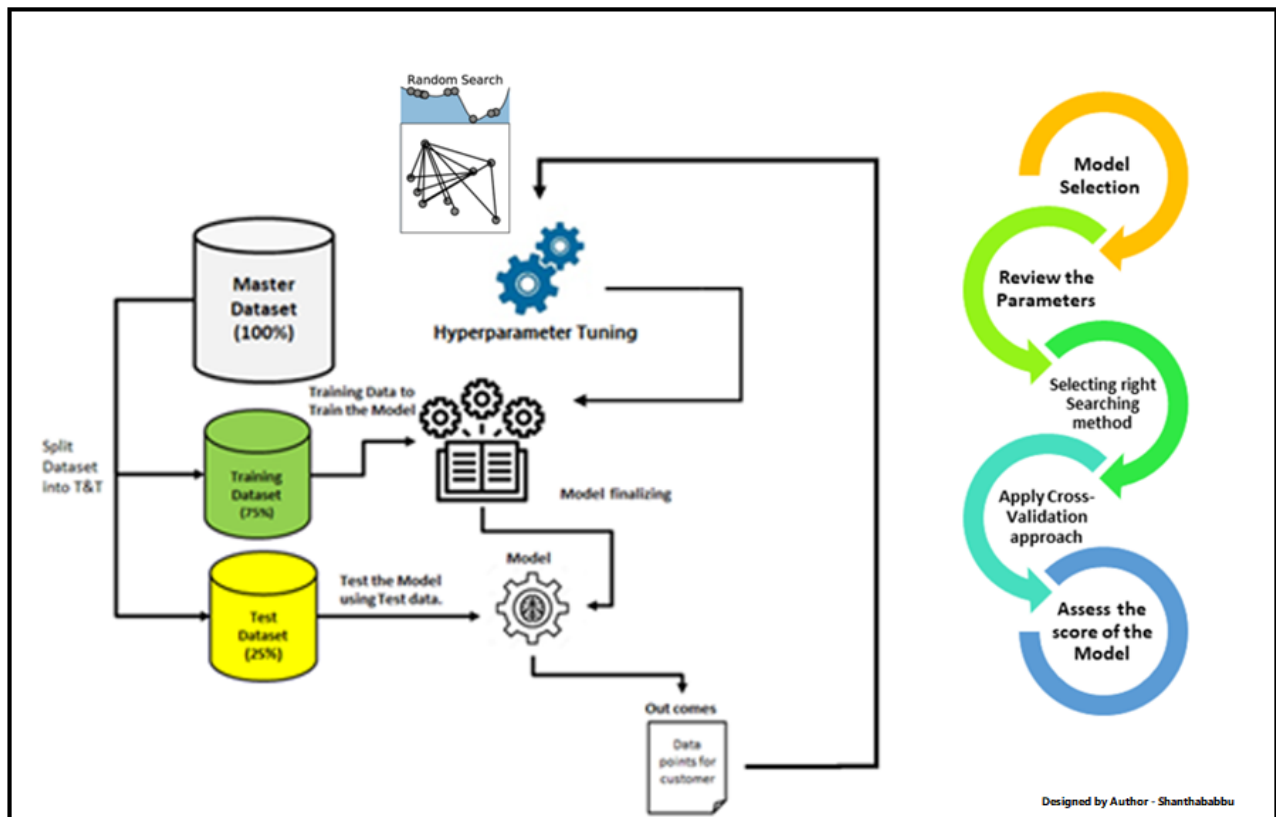 Random Search
Master
Dataset
(100%)
Hyperparameter Tuning
Training Data to
Train the Model
Split
Dataset
into T&T
Training
Dataset
(75%)
Model finalizing
Model
Test the Model
using Test data.
Test
Dataset
(25%)
Out comes
Data
points for
customer
Model
Selection
Review the
Parameters
Selecting right
Searching
method
Apply Cross-
Validation
approach
Assess the
score of the
Model
Designed by Author - Shanthababbu